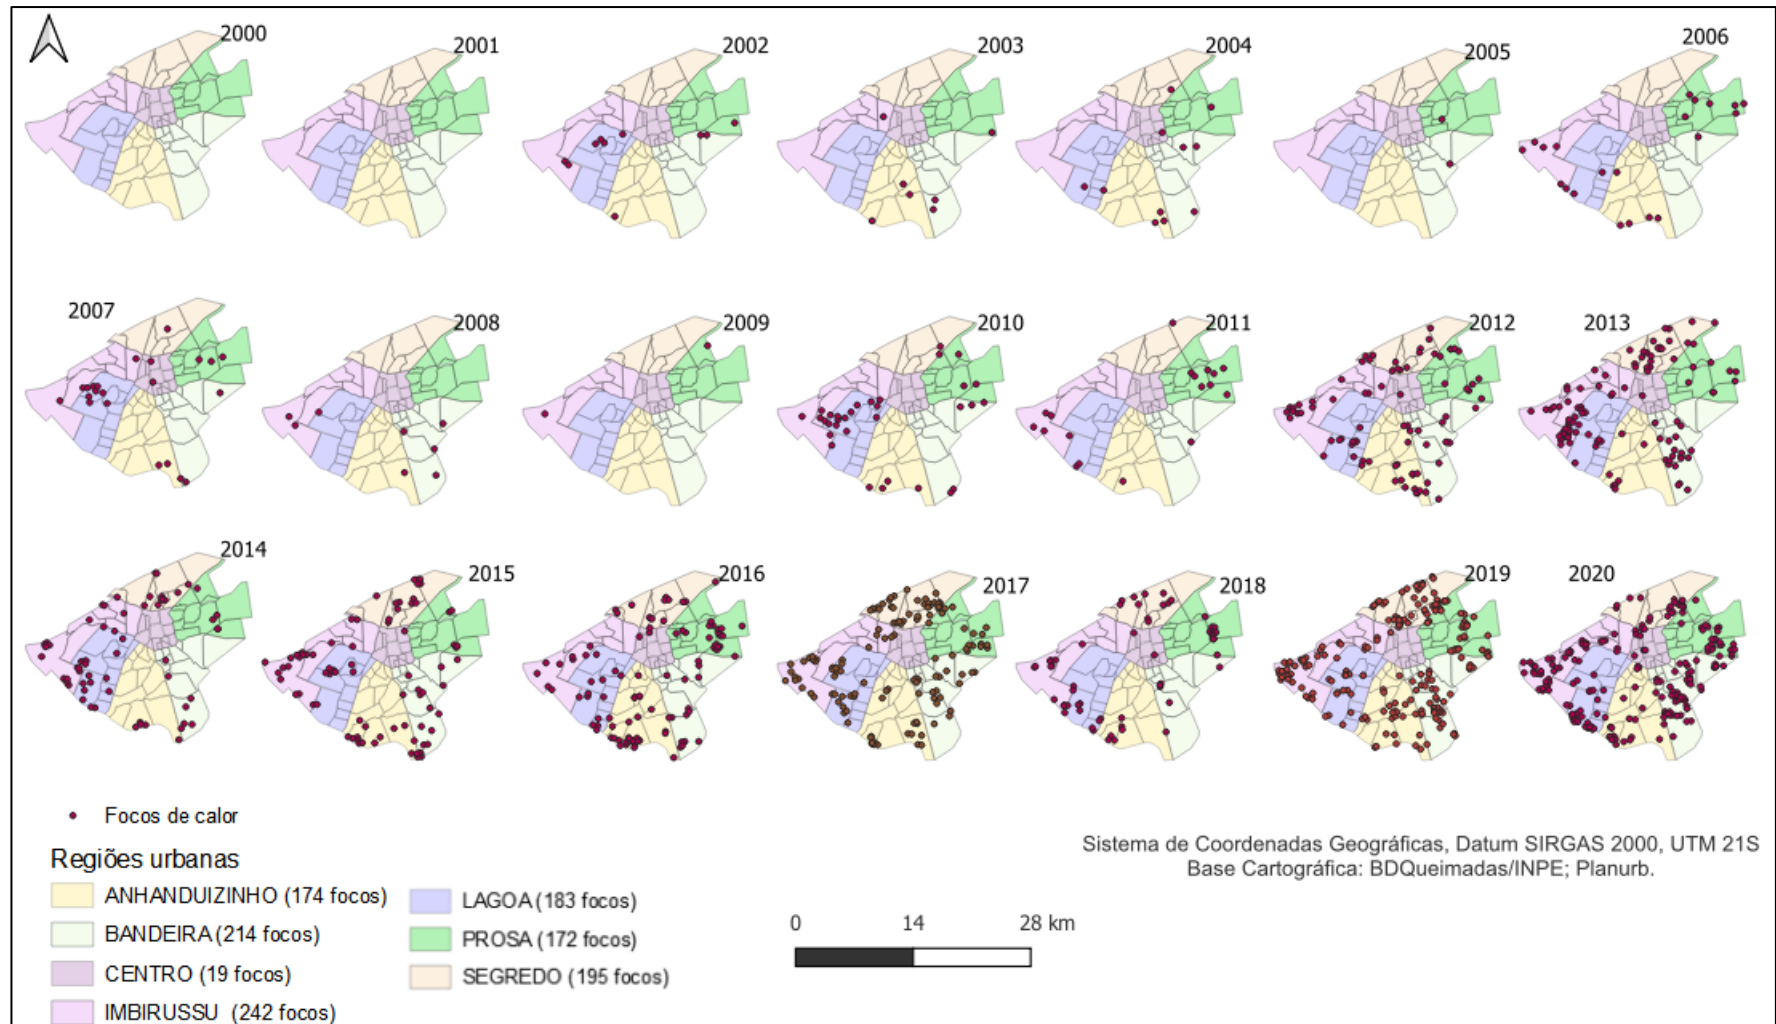 2000
2001
2002
2003
2004
2005
2006
2007
2008
2009
2010
2011
2012
2013
2014
2015
2016
2017
2018
2019
2020
Focos de calor
Regiões urbanas
ANHANDUIZINHO (174 focos)
BANDEIRA (214 focos)
CENTRO (19 focos)
IMBIRUSSU (242 focos)
LAGOA (183 focos)
PROSA (172 focos)
SEGREDO (195 focos)
0 14 28 km
Sistema de Coordenadas Geográficas, Datum SIRGAS 2000, UTM 21S
Base Cartográfica: BDQueimadas/INPE; Planurb.